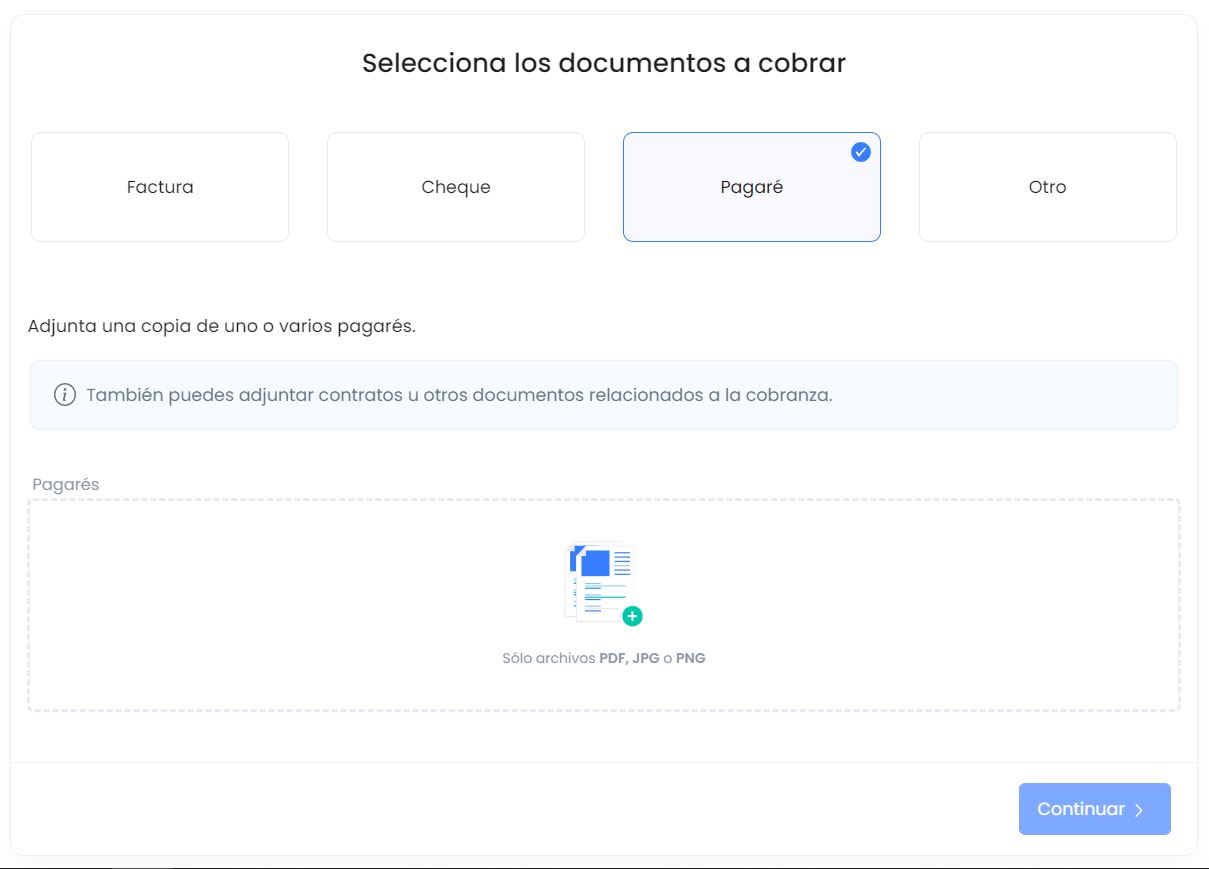 Selecciona los documentos a cobrar
Factura
Cheque
Pagaré
Otro
Adjunta una copia de uno o varios pagarés.
También puedes adjuntar contratos u otros documentos relacionados a la cobranza.
Pagarés
Sólo archivos PDF, JPG o PNG
Continuar